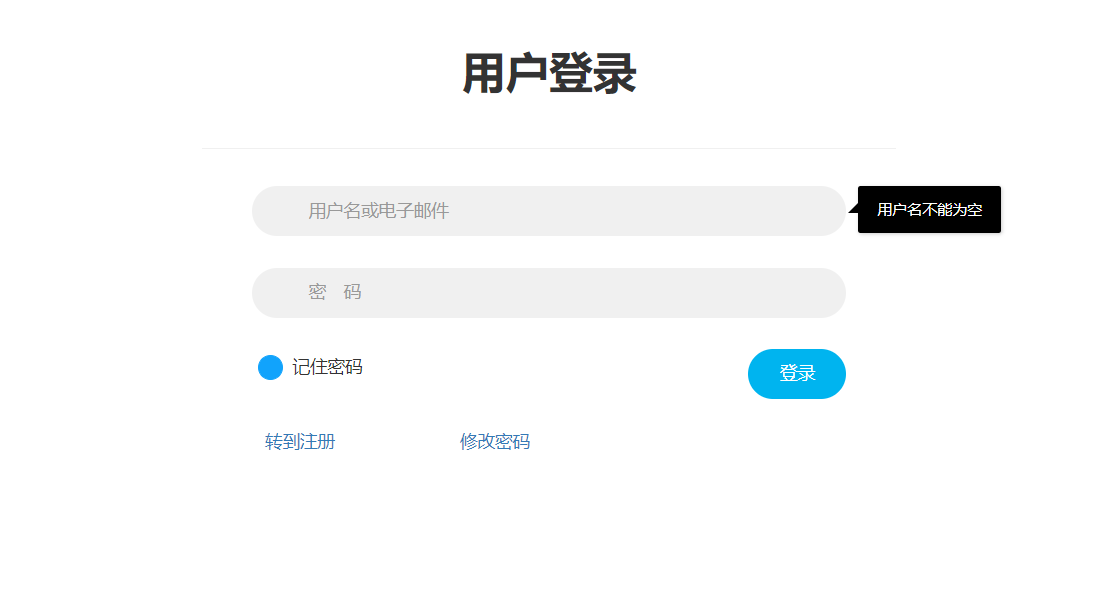 用户登录
用户名或电子邮件
用户名不能为空
密　码
记住密码
登录
转到注册
修改密码